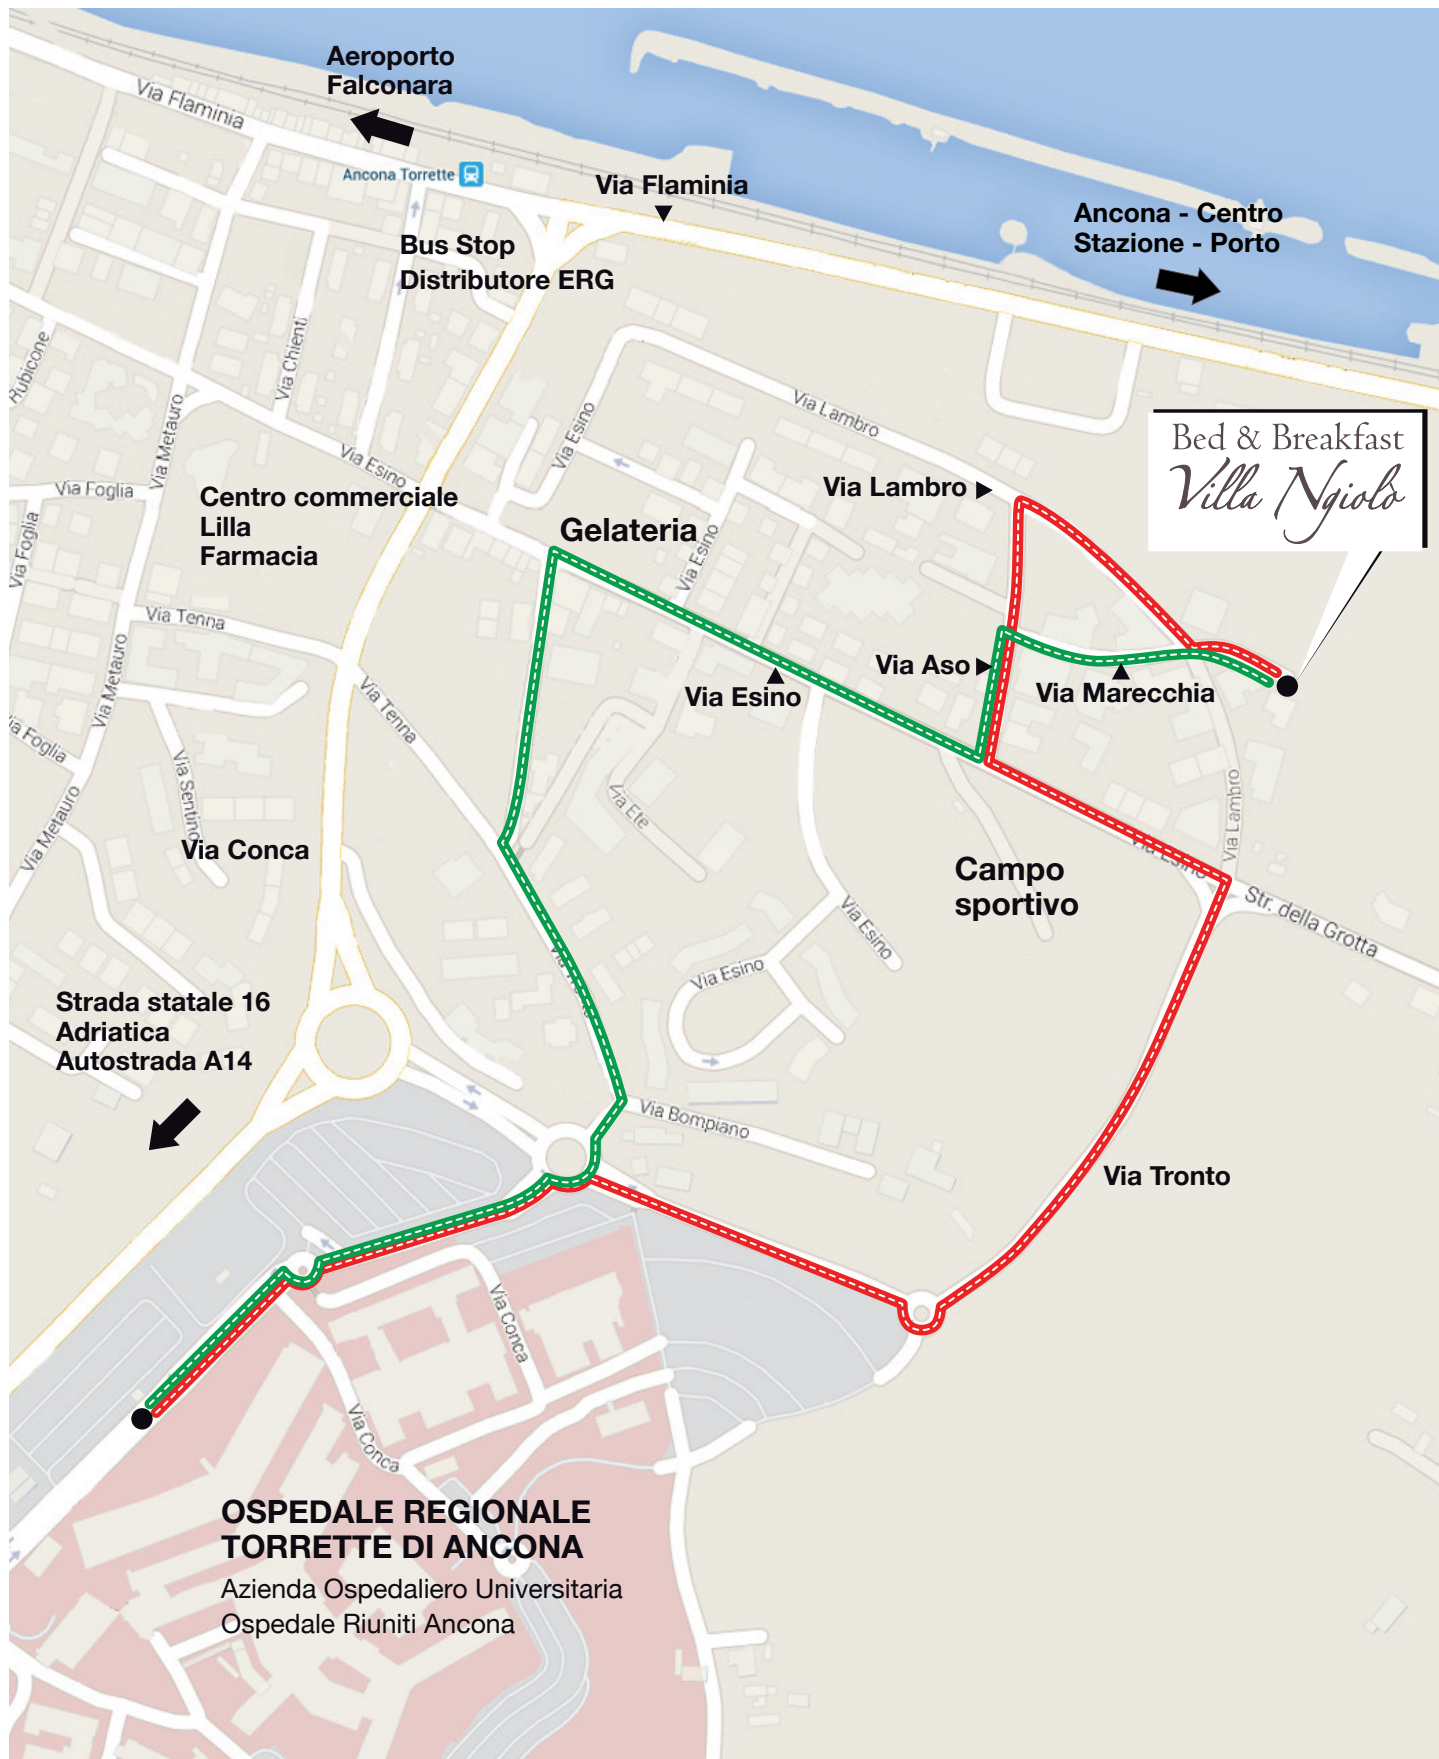 Aeroporto
Falconara
Via Flaminia
Ancona Torrette
Via Flaminia
Ancona - Centro
Stazione - Porto
Bus Stop
Distributore ERG
Rubicone
Via Chienti
Via Metauro
Via Esino
Via Esino
Via Lambro
Bed & Breakfast
Villa Ngiolò
Via Foglia
Via Foglia
Centro commerciale
Lilla
Farmacia
Gelateria
Via Esino
Via Lambro
Via Tenna
Via Metauro
Via Tenna
Via Aso
Via Esino
Via Marecchia
ia Foglia
Via Sentino
Via Metauro
Via Conca
Via Ete
Via Lambro
Via Esino
Campo
sportivo
Str. della Grotta
Via Esino
Via Esino
Strada statale 16
Adriatica
Autostrada A14
Via Bompiano
Via Tronto
Via Conca
Via Conca
OSPEDALE REGIONALE
TORRETTE DI ANCONA
Azienda Ospedaliero Universitaria
Ospedale Riuniti Ancona